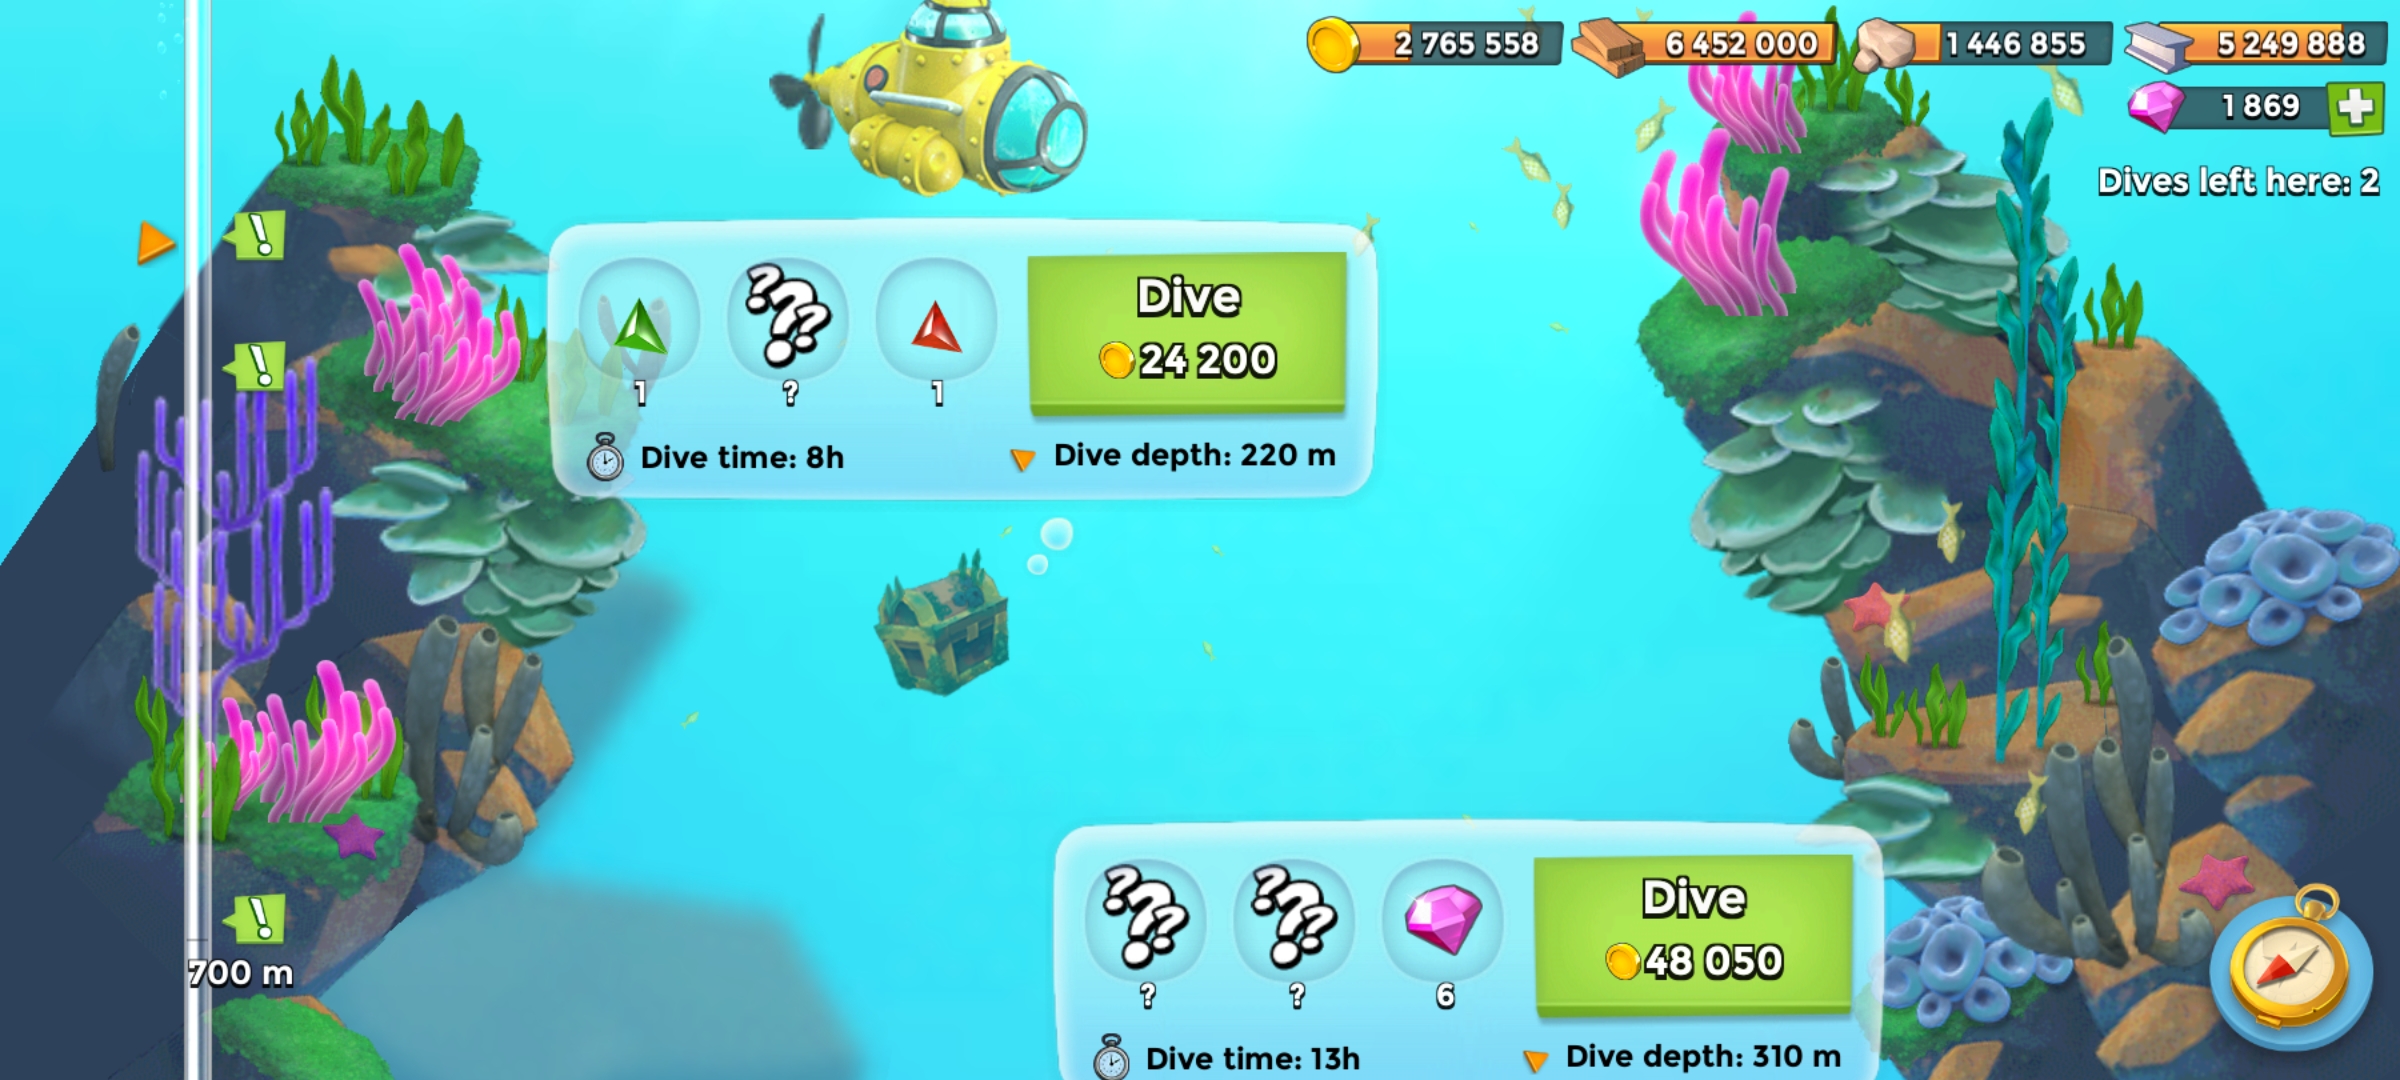 2 765 558
6 452 000
1 446 855
5 249 888
1 869
Dives left here: 2
!
!
???
Dive
24 200
1
?
1
Dive time: 8h
Dive depth: 220 m
!
700 m
???
???
Dive
48 050
?
?
6
Dive time: 13h
Dive depth: 310 m